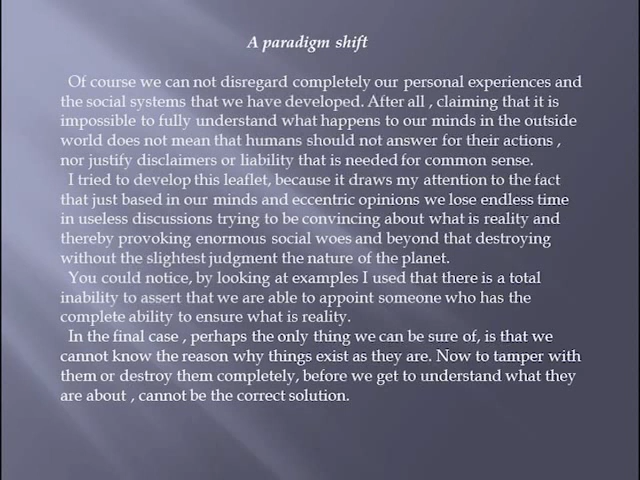 A paradigm shift
Of course we can not disregard completely our personal experiences and
the social systems that we have developed. After all , claiming that it is
impossible to fully understand what happens to our minds in the outside
world does not mean that humans should not answer for their actions ,
nor justify disclaimers or liability that is needed for common sense.
I tried to develop this leaflet, because it draws my attention to the fact
that just based in our minds and eccentric opinions we lose endless time
in useless discussions trying to be convincing about what is reality and
thereby provoking enormous social woes and beyond that destroying
without the slightest judgment the nature of the planet.
You could notice, by looking at examples I used that there is a total
inability to assert that we are able to appoint someone who has the
complete ability to ensure what is reality.
In the final case , perhaps the only thing we can be sure of, is that we
cannot know the reason why things exist as they are. Now to tamper with
them or destroy them completely, before we get to understand what they
are about , cannot be the correct solution.